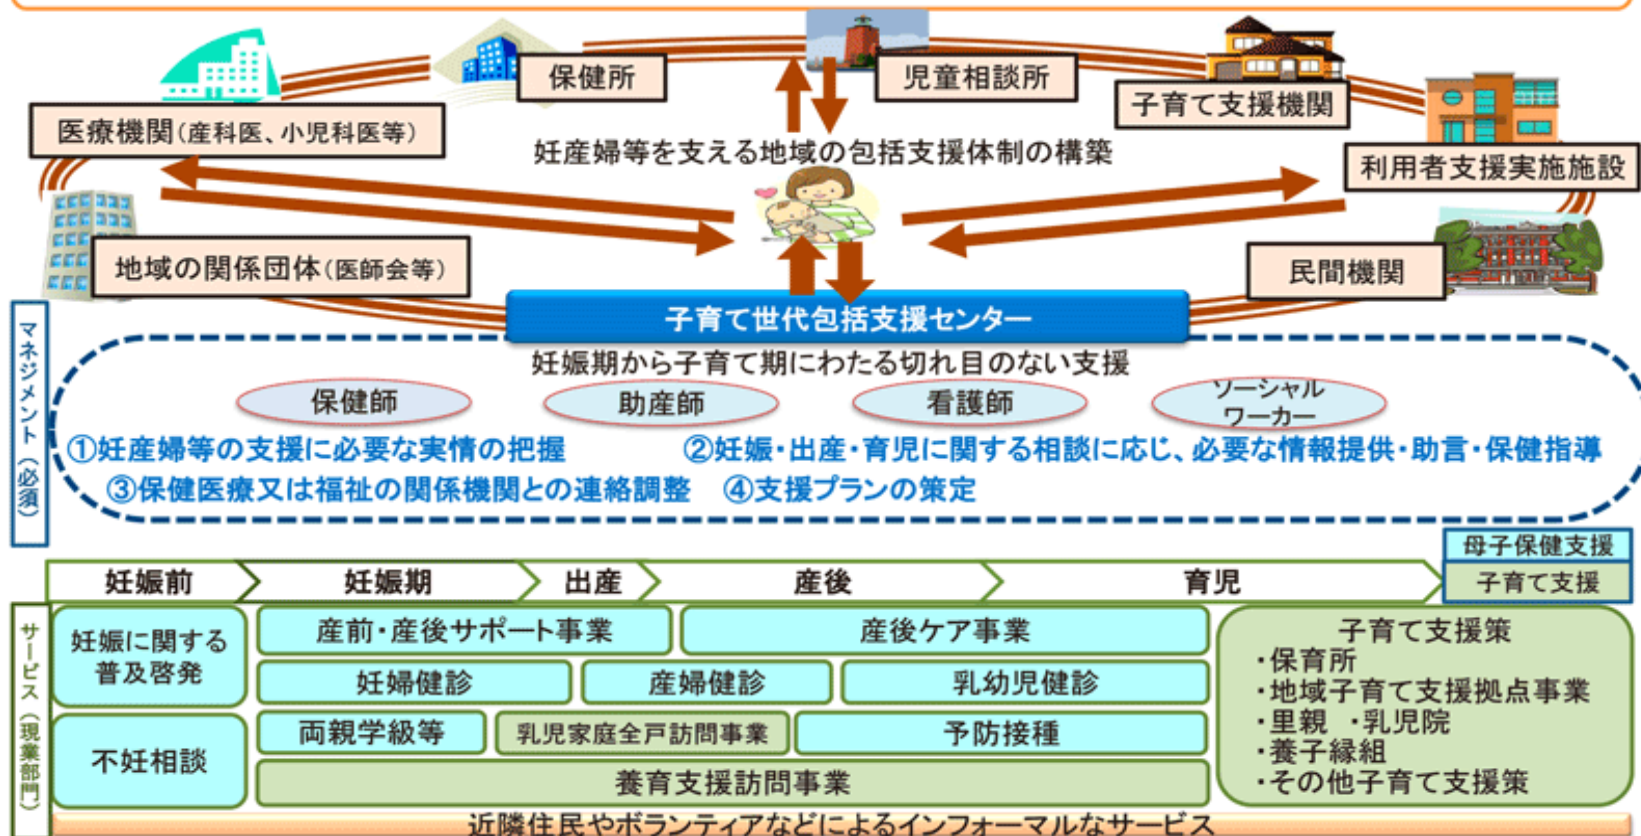 保健所
児童相談所
子育て支援機関
医療機関(産科医、小児科医等)
妊産婦等を支える地域の包括支援体制の構築
利用者支援実施施設
地域の関係団体(医師会等)
民間機関
子育て世代包括支援センター
マネジメント(必須)
妊娠期から子育て期にわたる切れ目のない支援
保健師
助産師
看護師
ソーシャル
ワーカー
①妊産婦等の支援に必要な実情の把握
②妊娠・出産・育児に関する相談に応じ、必要な情報提供・助言・保健指導
③保健医療又は福祉の関係機関との連絡調整
④支援プランの策定
母子保健支援
子育て支援
妊娠前
妊娠期
出産
産後
育児
サービス(現業部門)
妊娠に関する
普及啓発
産前・産後サポート事業
産後ケア事業
妊婦健診
産婦健診
乳幼児健診
不妊相談
両親学級等
乳児家庭全戸訪問事業
予防接種
養育支援訪問事業
子育て支援策
・保育所
・地域子育て支援拠点事業
・里親 ・乳児院
・養子縁組
・その他子育て支援策
近隣住民やボランティアなどによるインフォーマルなサービス